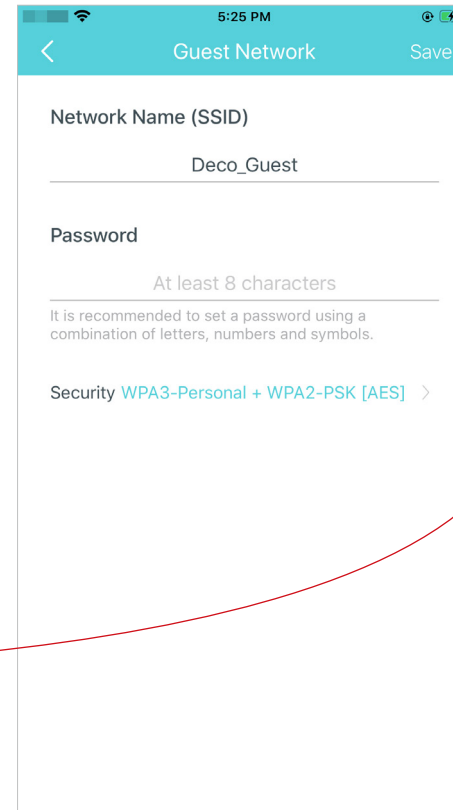 5:25 PM
Guest Network
Save
Network Name (SSID)
Deco_Guest
Password
At least 8 characters
It is recommended to set a password using a
combination of letters, numbers and symbols.
Security WPA3-Personal + WPA2-PSK [AES]